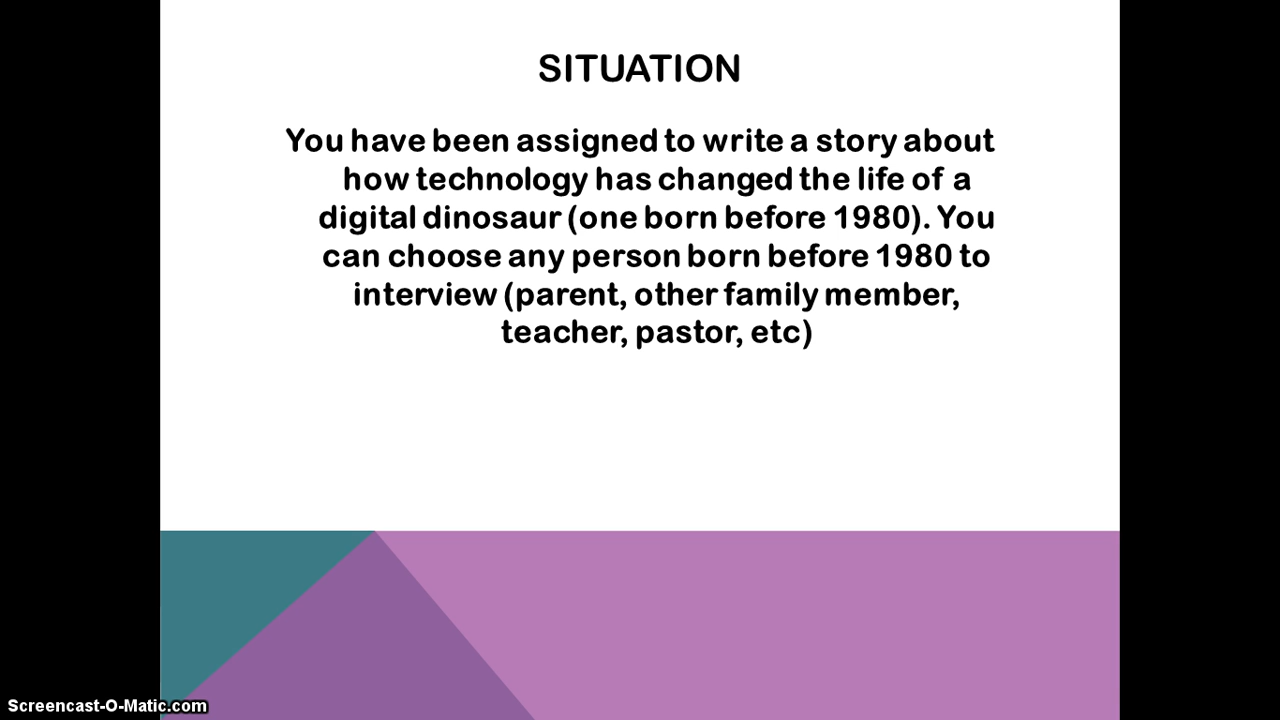 SITUATION
You have been assigned to write a story about
how technology has changed the life of a
digital dinosaur (one born before 1980). You
can choose any person born before 1980 to
interview (parent, other family member,
teacher, pastor, etc)
Screencast-O-Matic.com